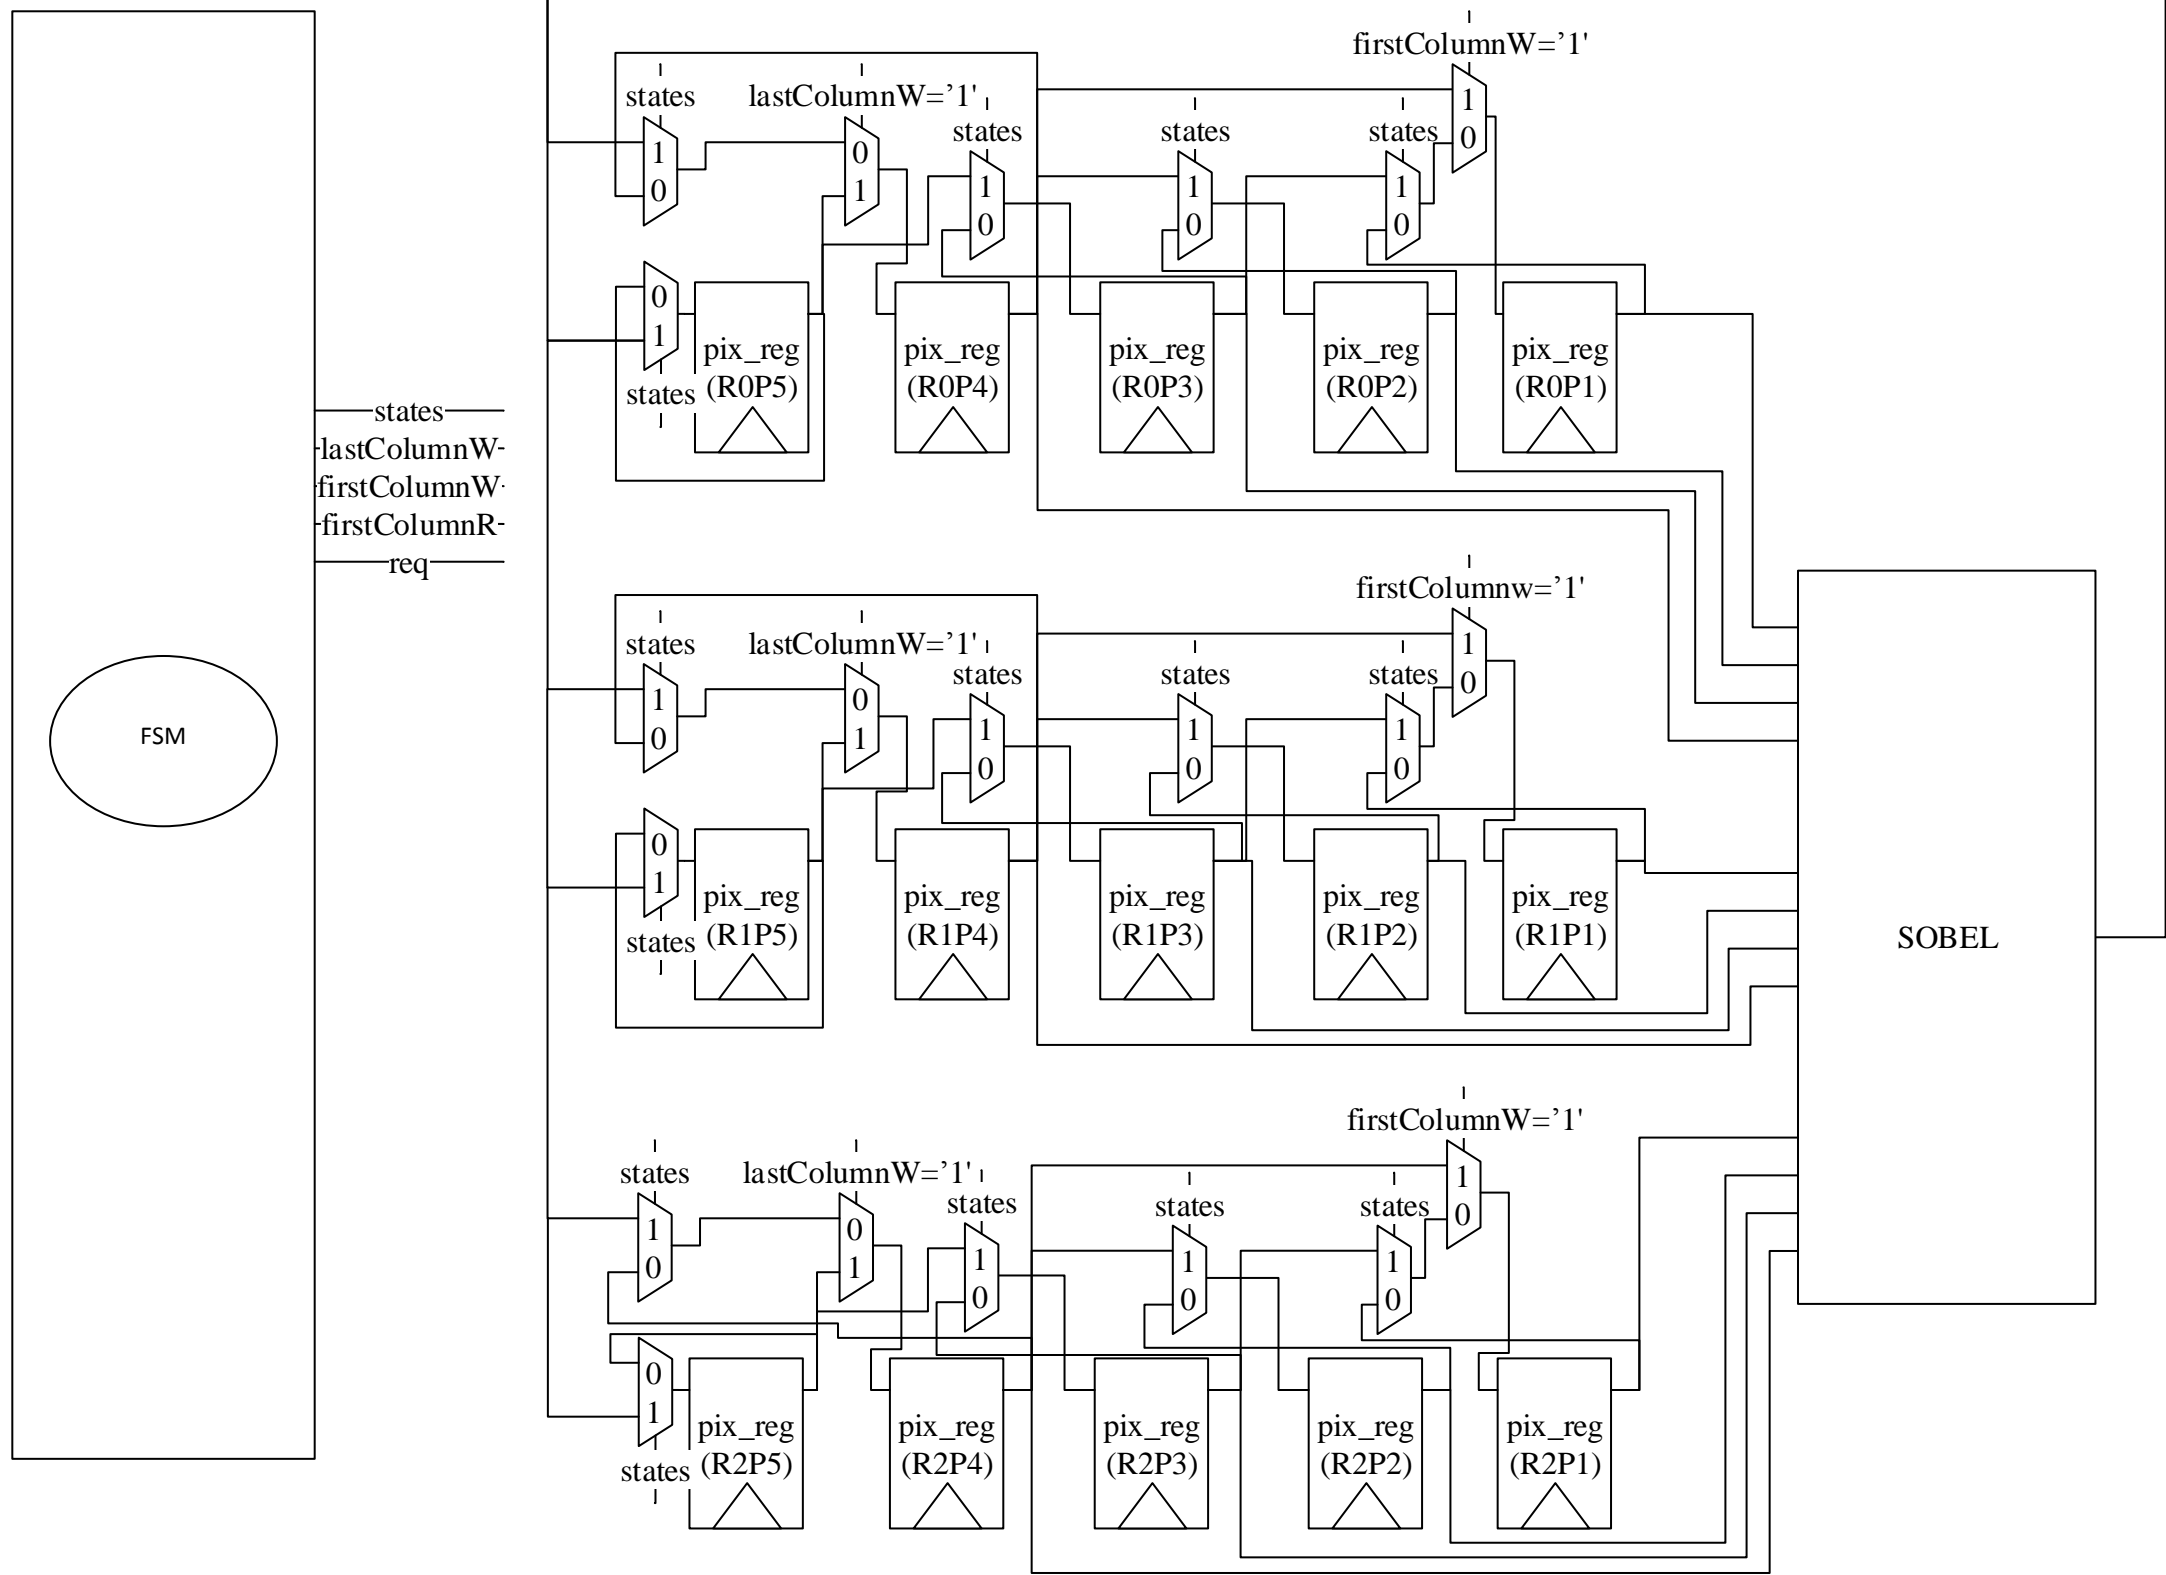 firstColumnW='1'
states
lastColumnW='1'
states
states
states
1
0
0
1
1
0
1
0
1
0
1
0
0
1
states
pix_reg
(R0P5)
pix_reg
(R0P4)
pix_reg
(R0P3)
pix_reg
(R0P2)
pix_reg
(R0P1)
states
lastColumnW
firstColumnW
firstColumnR
req
FSM
firstColumnw='1'
states
lastColumnW='1'
states
states
states
1
0
0
1
1
0
1
0
1
0
1
0
0
1
states
pix_reg
(R1P5)
pix_reg
(R1P4)
pix_reg
(R1P3)
pix_reg
(R1P2)
pix_reg
(R1P1)
SOBEL
firstColumnW='1'
states
lastColumnW='1'
states
states
states
1
0
0
1
1
0
1
0
1
0
1
0
0
1
states
pix_reg
(R2P5)
pix_reg
(R2P4)
pix_reg
(R2P3)
pix_reg
(R2P2)
pix_reg
(R2P1)